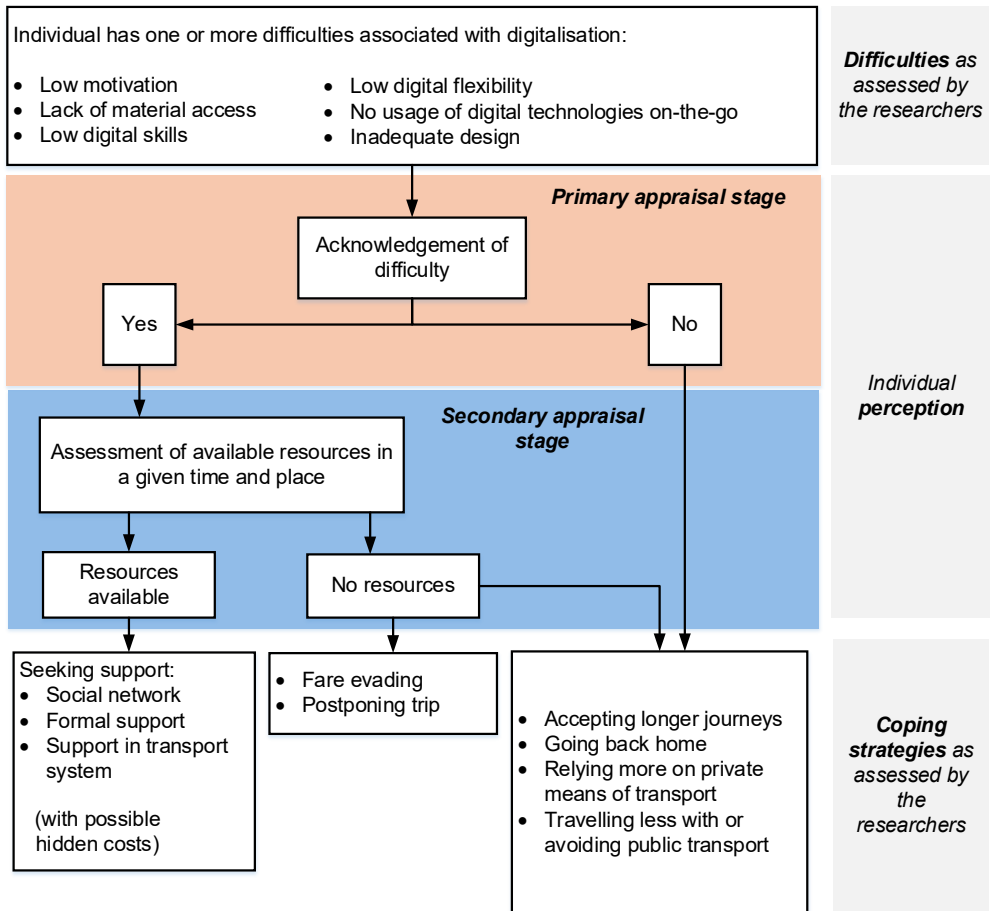 Individual has one or more difficulties associated with digitalisation:
• Low motivation
• Lack of material access
• Low digital skills
• Low digital flexibility
• No usage of digital technologies on-the-go
• Inadequate design
Difficulties as
assessed by
the researchers
Primary appraisal stage
Acknowledgement of
difficulty
Yes
No
Individual
perception
Secondary appraisal
stage
Assessment of available resources in
a given time and place
Resources
available
No resources
Seeking support:
• Social network
• Formal support
• Support in transport
system
(with possible
hidden costs)
• Fare evading
• Postponing trip
• Accepting longer journeys
• Going back home
• Relying more on private
means of transport
• Travelling less with or
avoiding public transport
Coping
strategies as
assessed by
the
researchers